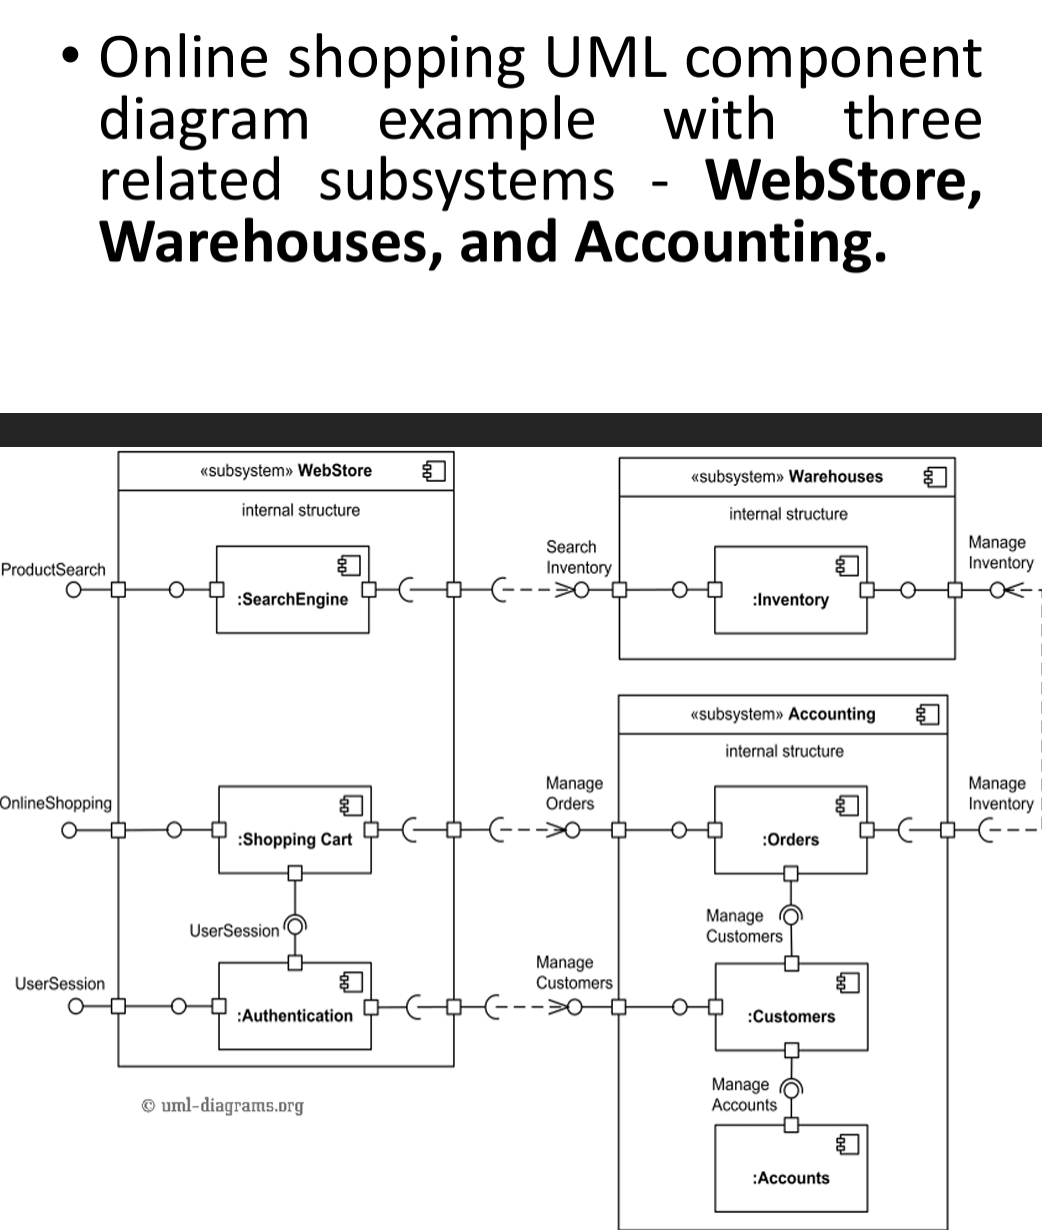 • Online shopping UML component
diagram example with three
related subsystems - WebStore,
Warehouses, and Accounting.
«subsystem» WebStore
internal structure
ProductSearch
:SearchEngine
Search
Inventory
«subsystem» Warehouses
internal structure
:Inventory
Manage
Inventory
«subsystem» Accounting
internal structure
OnlineShopping
:Shopping Cart
Manage
Orders
:Orders
Manage
Inventory
UserSession
Manage
Customers
UserSession
:Authentication
Manage
Customers
:Customers
Manage
Accounts
:Accounts
© uml-diagrams.org